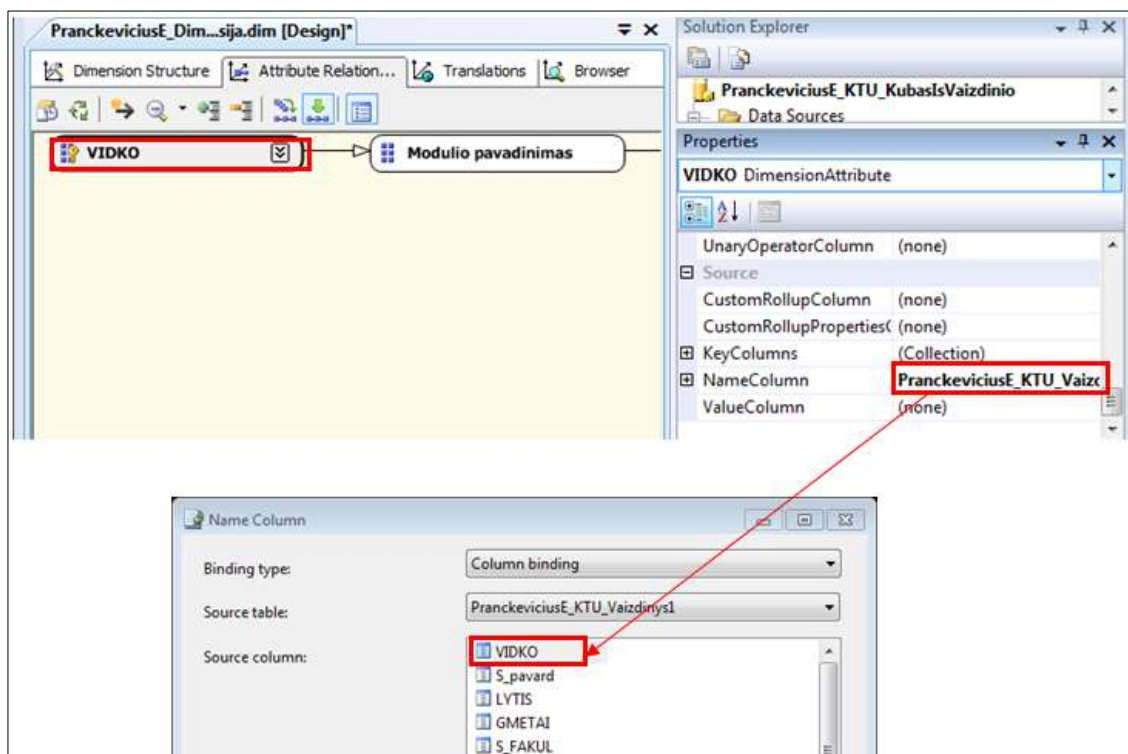 PranckeviciusE_Dim...sija.dim [Design]*
Dimension Structure Attribute Relation... Translations Browser
VIDKO Modulio pavadinimas
Solution Explorer
PranckeviciusE_KTU_KubasIsVaizdinio
Data Sources
Properties
VIDKO DimensionAttribute
UnaryOperatorColumn (none)
Source
CustomRollupColumn (none)
CustomRollupProperties( (none)
KeyColumns (Collection)
NameColumn PranckeviciusE_KTU_Vaizd
ValueColumn (none)
Name Column
Binding type: Column binding
Source table: PranckeviciusE_KTU_Vaizdinys1
Source column: VIDKO
S_pavard
LYTIS
GMETAI
S_FAKUL